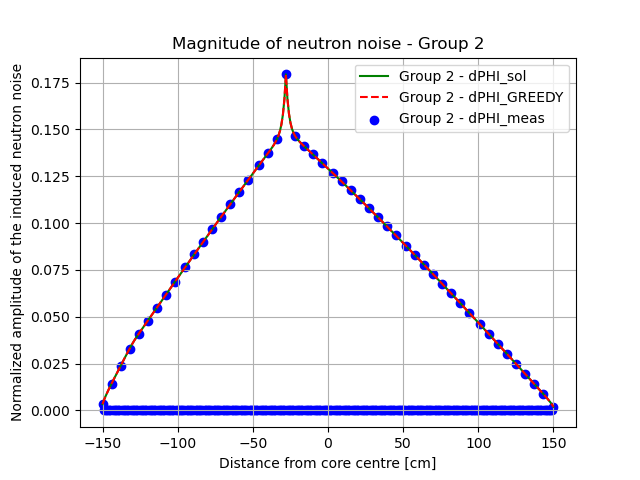 Magnitude of neutron noise - Group 2
Normalized amplitude of the induced neutron noise
0.175
0.150
0.125
0.100
0.075
0.050
0.025
0.000
Group 2 - dPHI_sol
Group 2 - dPHI_GREEDY
Group 2 - dPHI_meas
−150 −100 −50 0 50 100 150
Distance from core centre [cm]